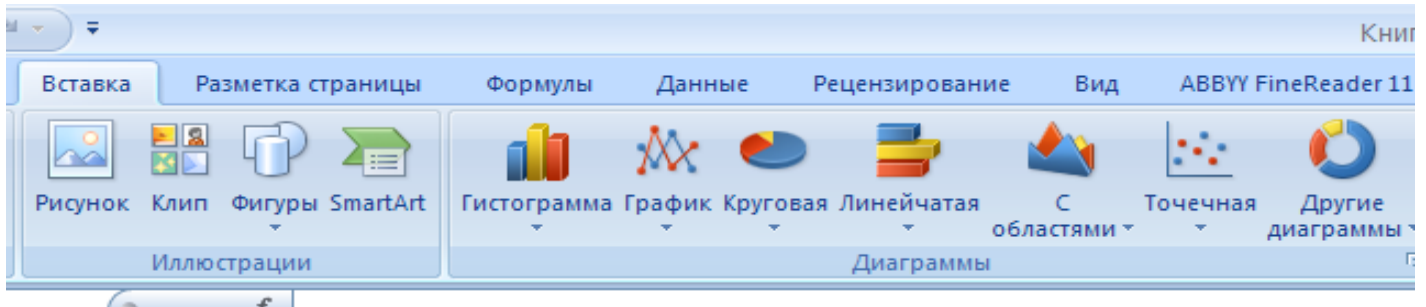 Книг
Вставка Разметка страницы Формулы Данные Рецензирование Вид ABBYY FineReader 11
Рисунок Клип Фигуры SmartArt Гистограмма График Круговая Линейчатая С областями Точечная Другие диаграммы
Иллюстрации Диаграммы